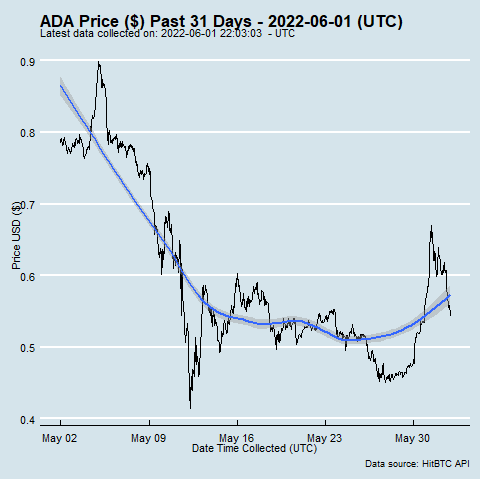 ADA Price ($) Past 31 Days - 2022-06-01 (UTC)
Latest data collected on: 2022-06-01 22:03:03 - UTC
0.9
0.8
0.7
0.6
0.5
0.4
Price USD ($)
May 02 May 09 May 16 May 23 May 30
Date Time Collected (UTC)
Data source: HitBTC API